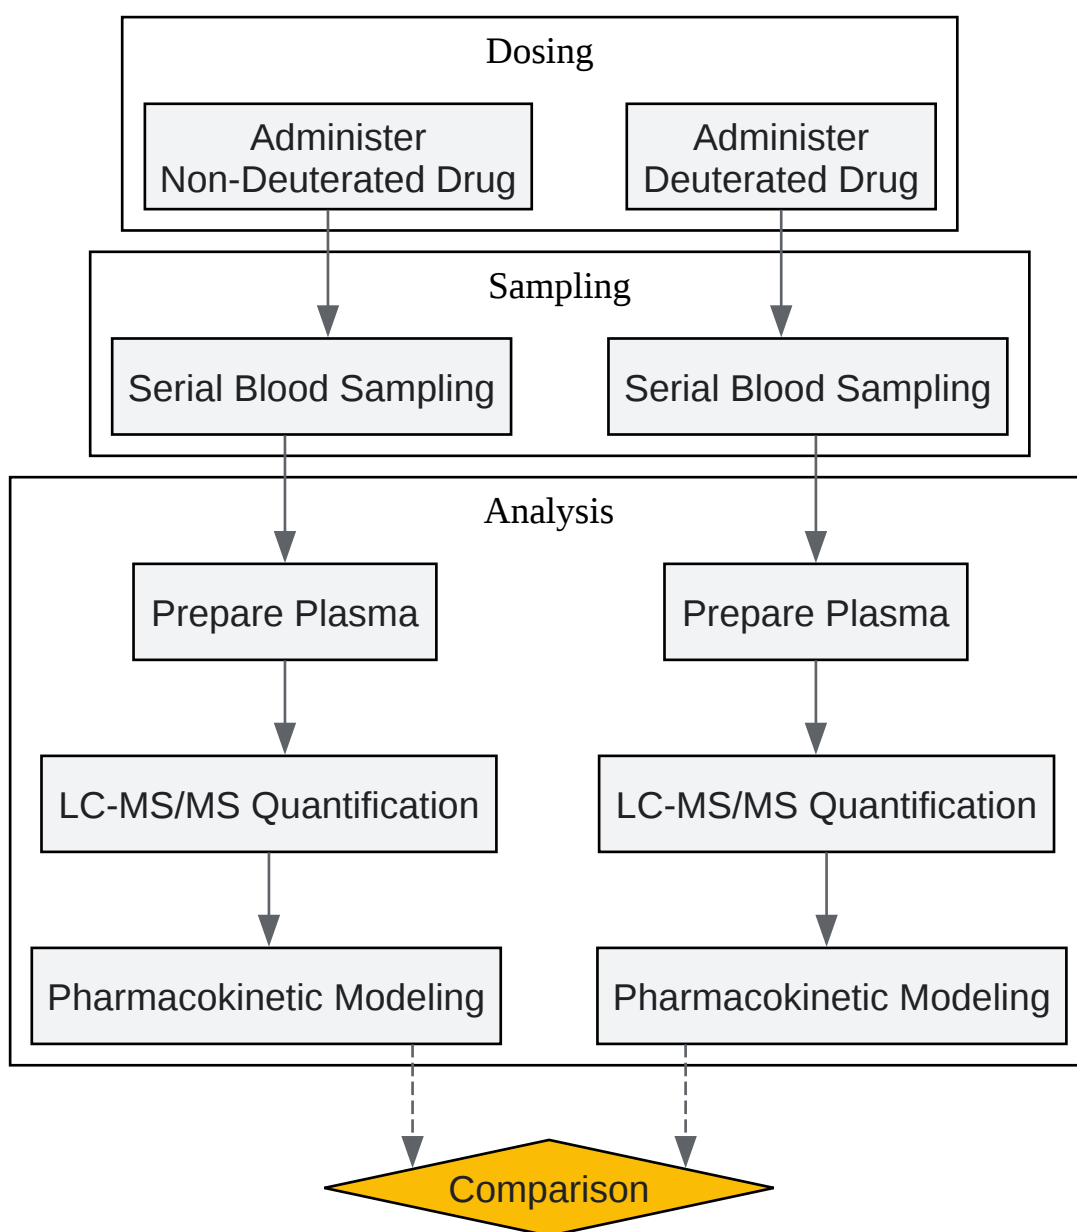 Dosing
Administer
Non-Deuterated Drug
Administer
Deuterated Drug
Sampling
Serial Blood Sampling
Serial Blood Sampling
Analysis
Prepare Plasma
Prepare Plasma
LC-MS/MS Quantification
LC-MS/MS Quantification
Pharmacokinetic Modeling
Pharmacokinetic Modeling
Comparison